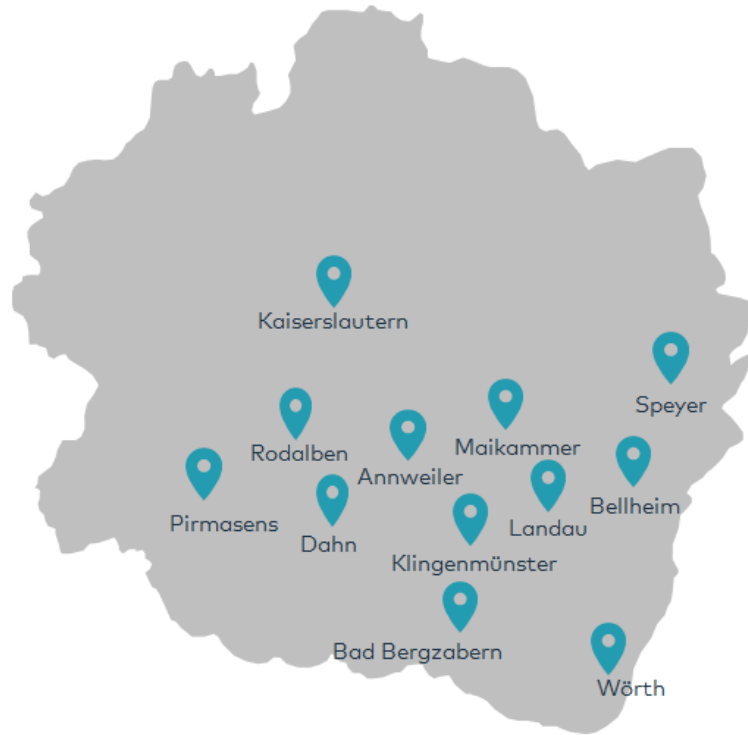 Kaiserslautern
Speyer
Maikammer
Rodalben
Annweiler
Bellheim
Pirmasens
Landau
Dahn
Klingenmünster
Bad Bergzabern
Wörth